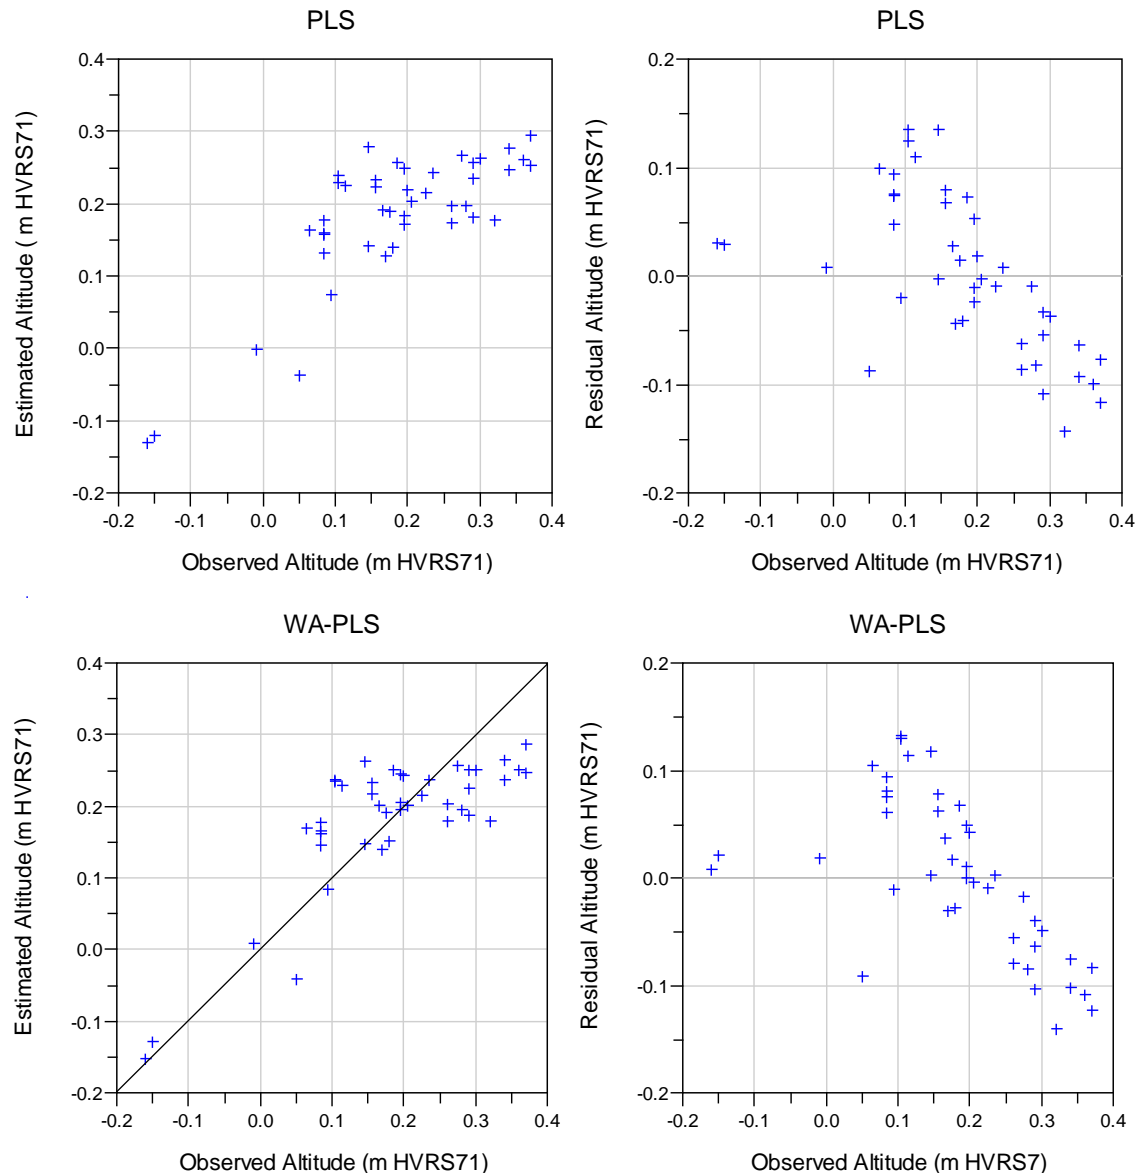 PLS
PLS
0.4
0.3
0.2
0.1
0.0
-0.1
-0.2
Estimated Altitude ( m HVRS71)
-0.2 -0.1 0.0 0.1 0.2 0.3 0.4
Observed Altitude (m HVRS71)
0.2
0.1
0.0
-0.1
-0.2
Residual Altitude (m HVRS71)
-0.2 -0.1 0.0 0.1 0.2 0.3 0.4
Observed Altitude (m HVRS71)
WA-PLS
WA-PLS
0.4
0.3
0.2
0.1
0.0
-0.1
-0.2
Estimated Altitude (m HVRS71)
-0.2 -0.1 0.0 0.1 0.2 0.3 0.4
Observed Altitude (m HVRS71)
0.2
0.1
0.0
-0.1
-0.2
Residual Altitude (m HVRS71)
-0.2 -0.1 0.0 0.1 0.2 0.3 0.4
Observed Altitude (m HVRS7)